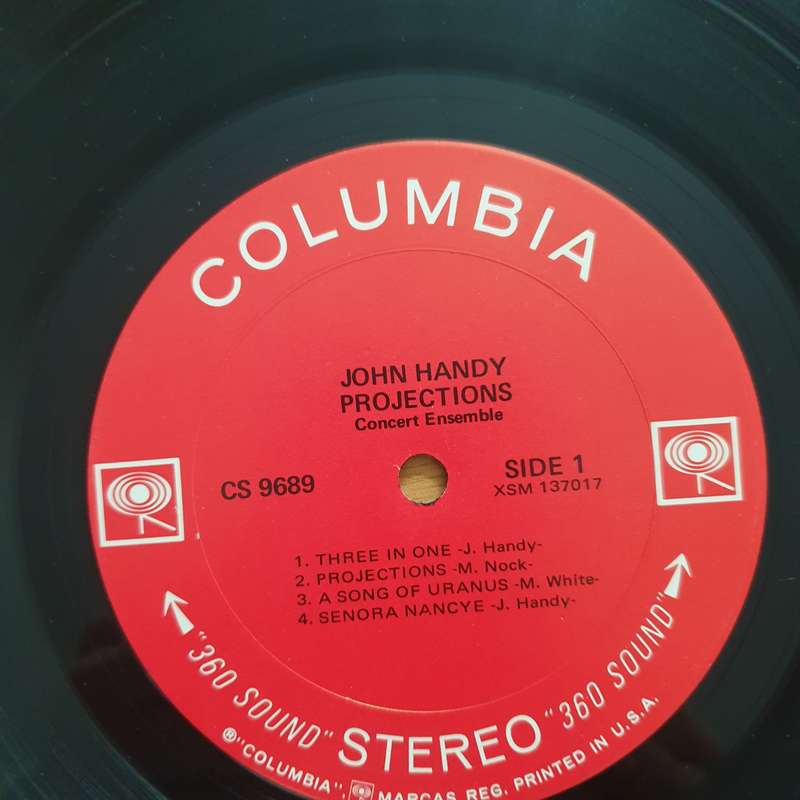 COLUMBIA
JOHN HANDY
PROJECTIONS
Concert Ensemble
CS 9689
SIDE 1
XSM 137017
1. THREE IN ONE -J. Handy-
2. PROJECTIONS -M. Nock-
3. A SONG OF URANUS -M. White-
4. SENORA NANCYE -J. Handy-
"360 SOUND" STEREO "360 SOUND"
® "COLUMBIA", MARCAS REG. PRINTED IN U.S.A.